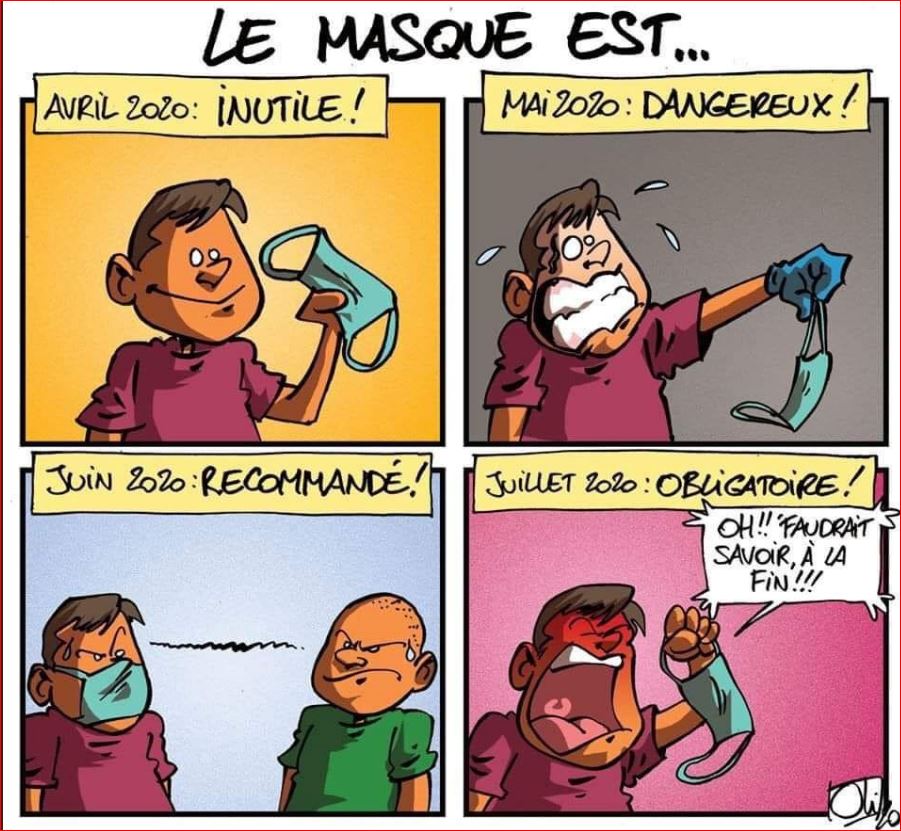 LE MASQUE EST...
AVRIL 2020: INUTILE!
MAI 2020: DANGEREUX!
JUIN 2020: RECOMMANDÉ!
JUILLET 2020: OBLIGATOIRE!
OH!! 'FAUDRAIT
SAVOIR, À LA
FIN!!!
Oli